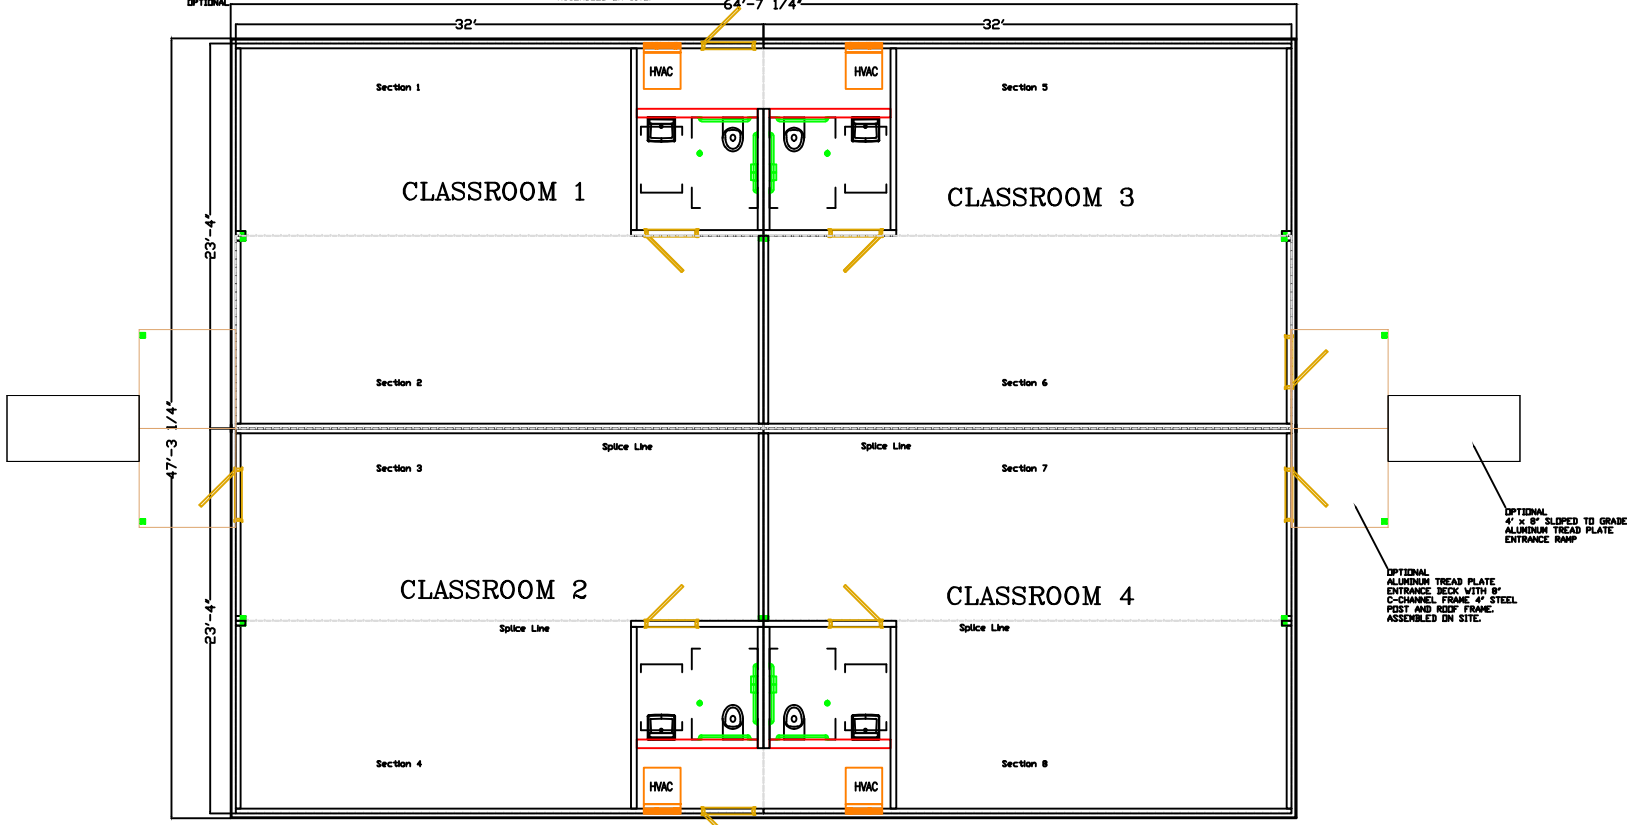 OPTIONAL
64'-7 1/4"
32'
32'
HVAC
HVAC
Section 1
Section 5
CLASSROOM 1
CLASSROOM 3
23'-4"
Section 2
Section 6
47'-3 1/4"
Splice Line
Splice Line
Section 3
Section 7
OPTIONAL
4' x 8' SLOPED TO GRADE
ALUMINUM TREAD PLATE
ENTRANCE RAMP
OPTIONAL
ALUMINUM TREAD PLATE
ENTRANCE DECK WITH 8"
C-CHANNEL FRAME 4" STEEL
POST AND ROOF FRAME.
ASSEMBLED ON SITE.
CLASSROOM 2
CLASSROOM 4
23'-4"
Splice Line
Splice Line
Section 4
Section 8
HVAC
HVAC